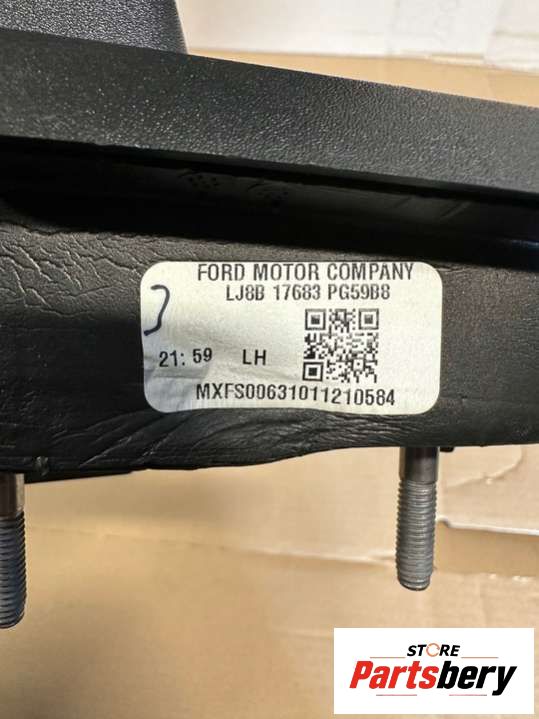 FORD MOTOR COMPANY
LJ8B 17683 PG59B8
21: 59 LH
MXFS00631011210584
STORE
Partsbery